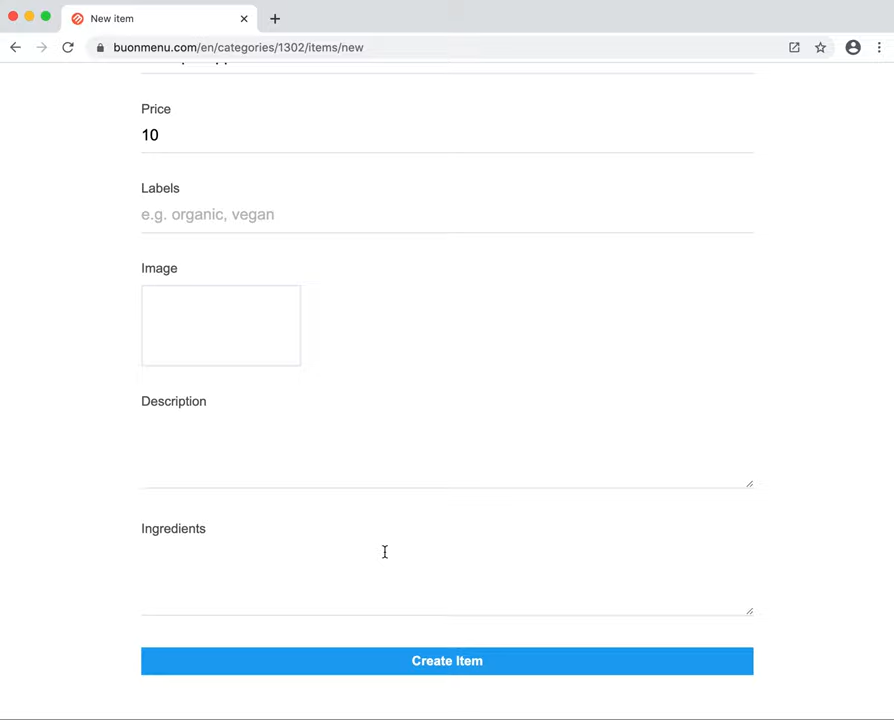 New item
buonmenu.com/en/categories/1302/items/new
Price
10
Labels
e.g. organic, vegan
Image
Description
Ingredients
Create Item